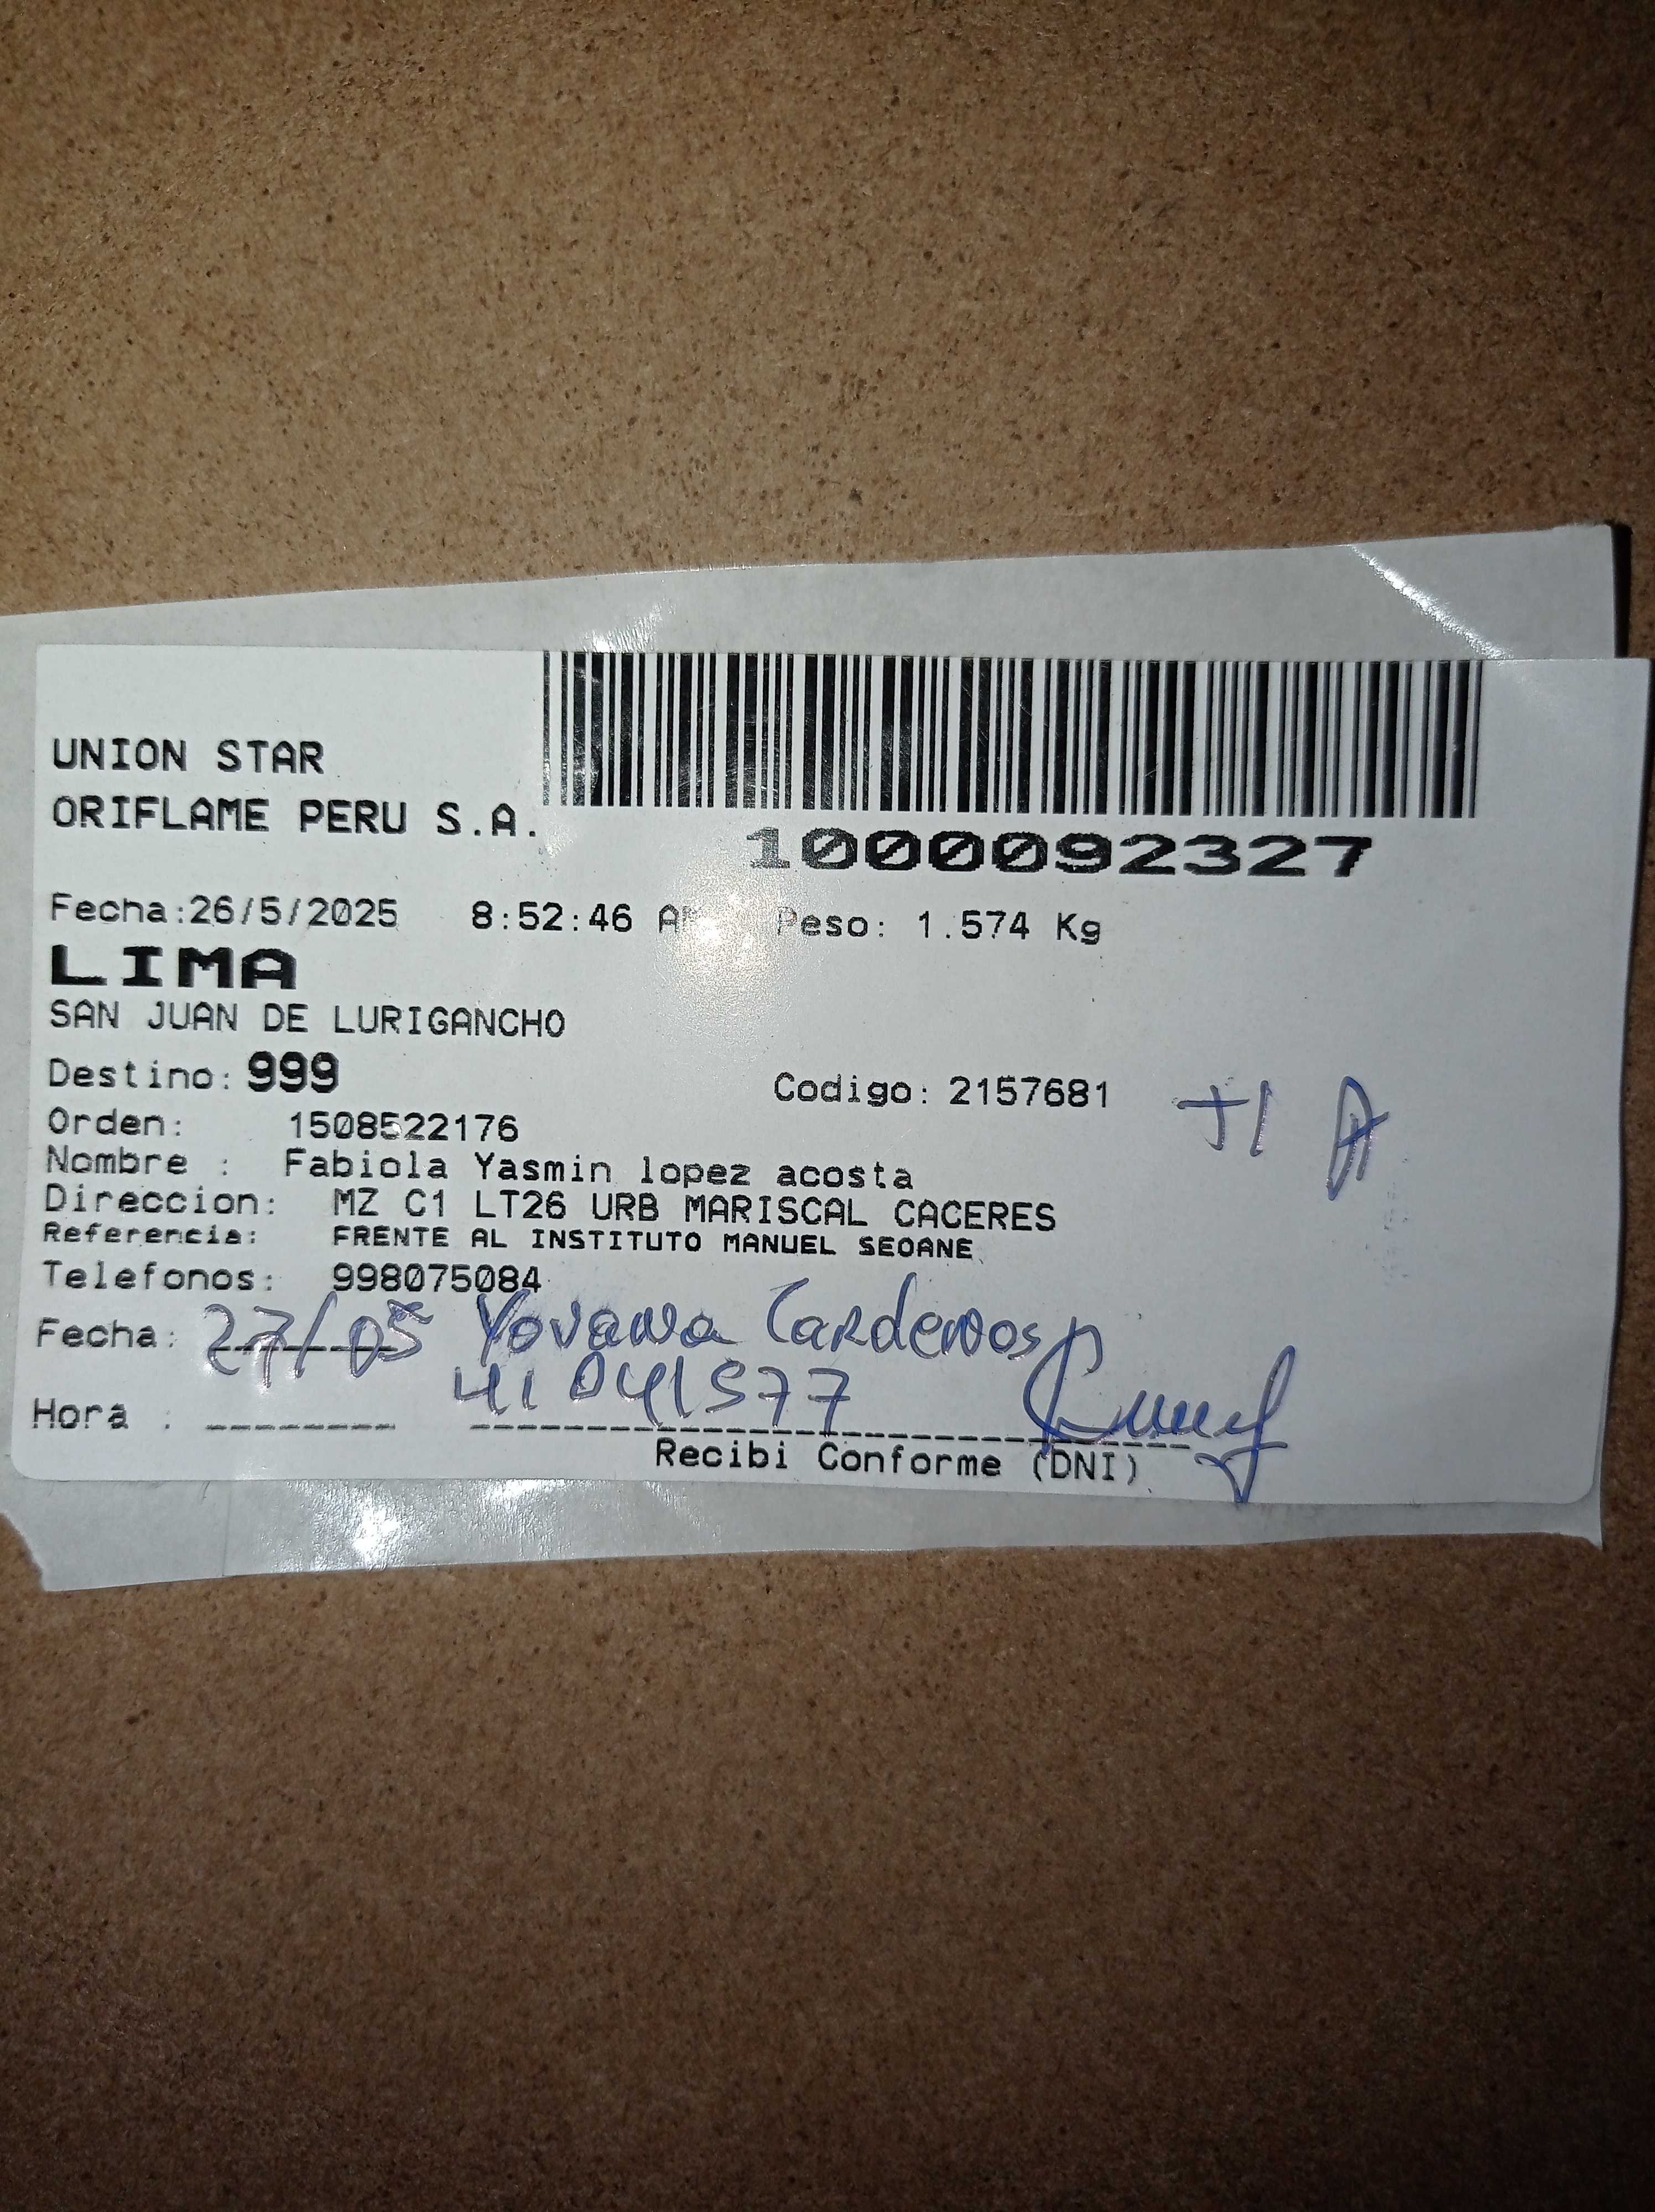 UNION STAR
ORIFLAME PERU S.A.
1000092327
Fecha:26/5/2025 8:52:46 AM Peso: 1.574 Kg
LIMA
SAN JUAN DE LURIGANCHO
Destino: 999 Codigo: 2157681
Orden: 1508522176
Nombre : Fabiola Yasmin lopez acosta
Direccion: MZ C1 LT26 URB MARISCAL CACERES
Referencia: FRENTE AL INSTITUTO MANUEL SEOANE
Telefonos: 998075084
Fecha: 27/05 Yovana Cardenas
Hora :
Recibi Conforme (DNI)